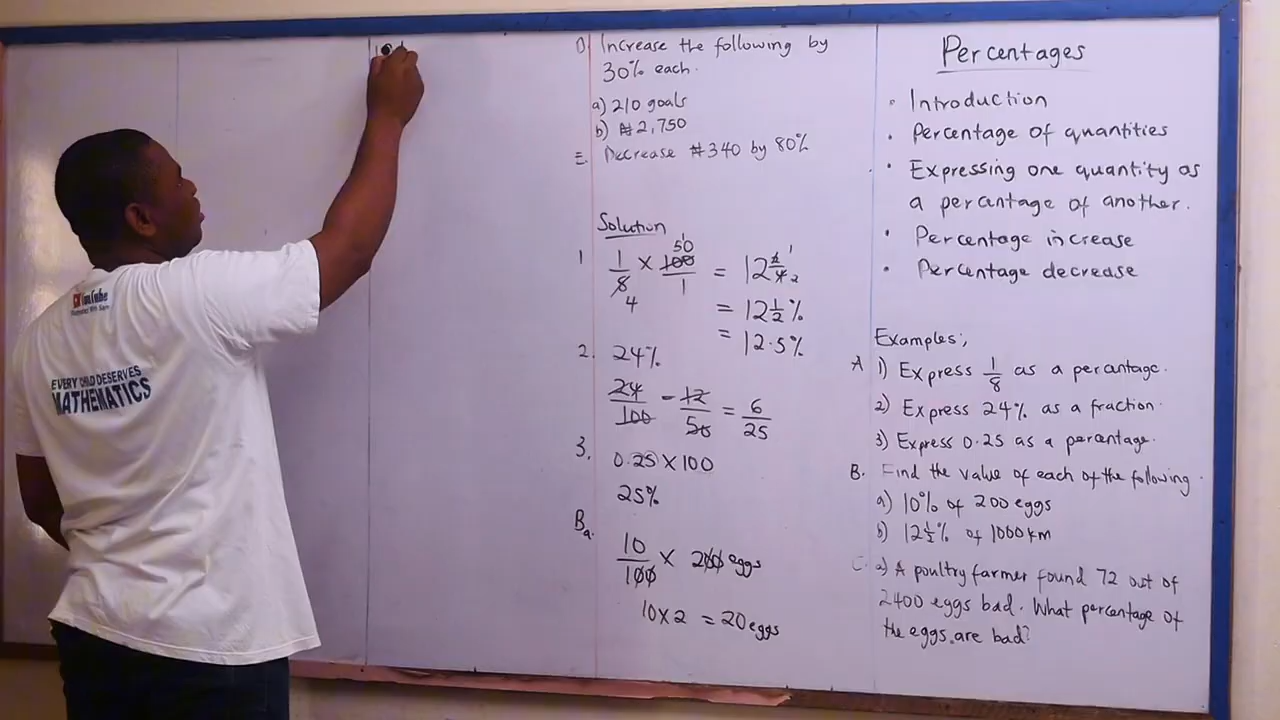 Percentages
• Introduction
• Percentage of quantities
• Expressing one quantity as
a percentage of another.
• Percentage increase
• Percentage decrease
Examples;
A 1) Express 1/8 as a percentage.
2) Express 24% as a fraction.
3) Express 0.25 as a percentage.
B. Find the value of each of the following.
a) 10% of 200 eggs
b) 12 1/2% of 1000 km
C. a) A poultry farmer found 72 out of
2400 eggs bad. What percentage of
the eggs are bad?
D Increase the following by
30% each.
a) 210 goals
b) ₦2,750
E. Decrease ₦340 by 80%
Solution
1 1/8 × 100/1 = 12 4/2
50 1
4
= 12 1/2 %
= 12.5%
2. 24%
24/100 = 12/50 = 6/25
3. 0.25 × 100
25%
Ba. 10/100 × 200 eggs
10 × 2 = 20 eggs
YouTube
EVERY CHILD DESERVES
MATHEMATICS